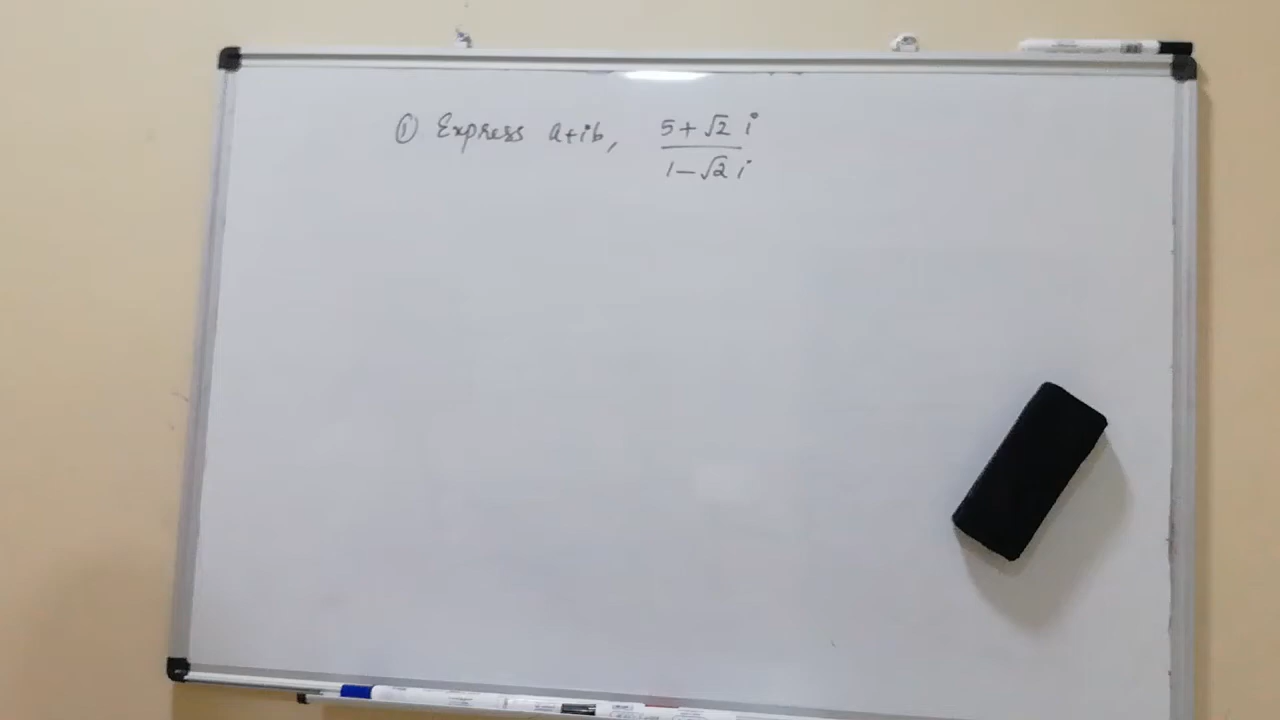 ① Express a+ib, 5+√2 i
1-√2 i